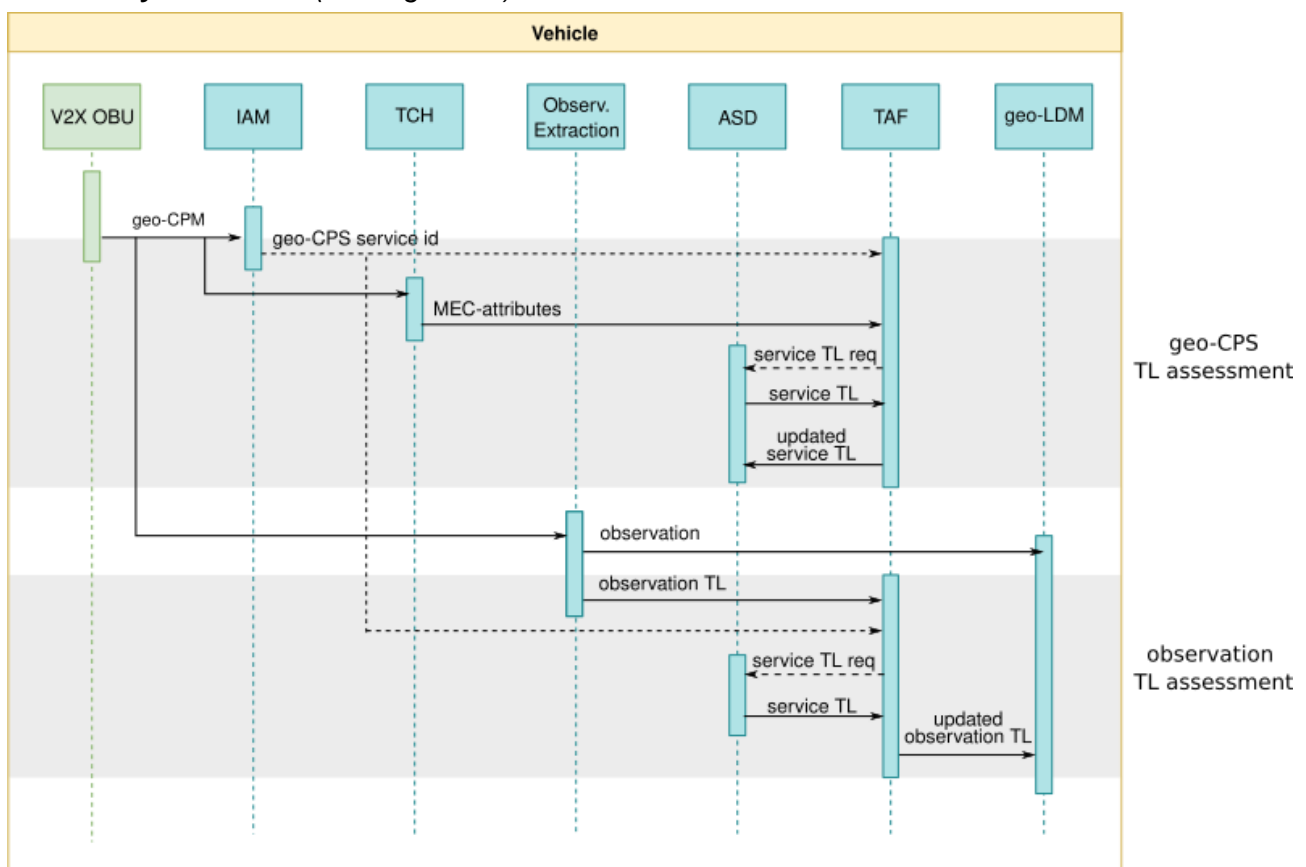 Vehicle
V2X OBU
IAM
TCH
Observ.
Extraction
ASD
TAF
geo-LDM
geo-CPM
geo-CPS service id
MEC-attributes
service TL req
service TL
updated
service TL
geo-CPS
TL assessment
observation
observation TL
service TL req
service TL
updated
observation TL
observation
TL assessment